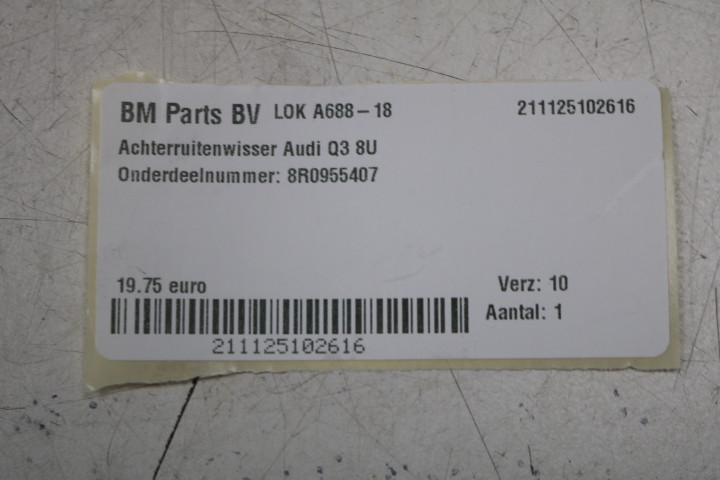 BM Parts BV LOK A688-18 211125102616
Achterruitenwisser Audi Q3 8U
Onderdeelnummer: 8R0955407
19.75 euro Verz: 10
Aantal: 1
211125102616